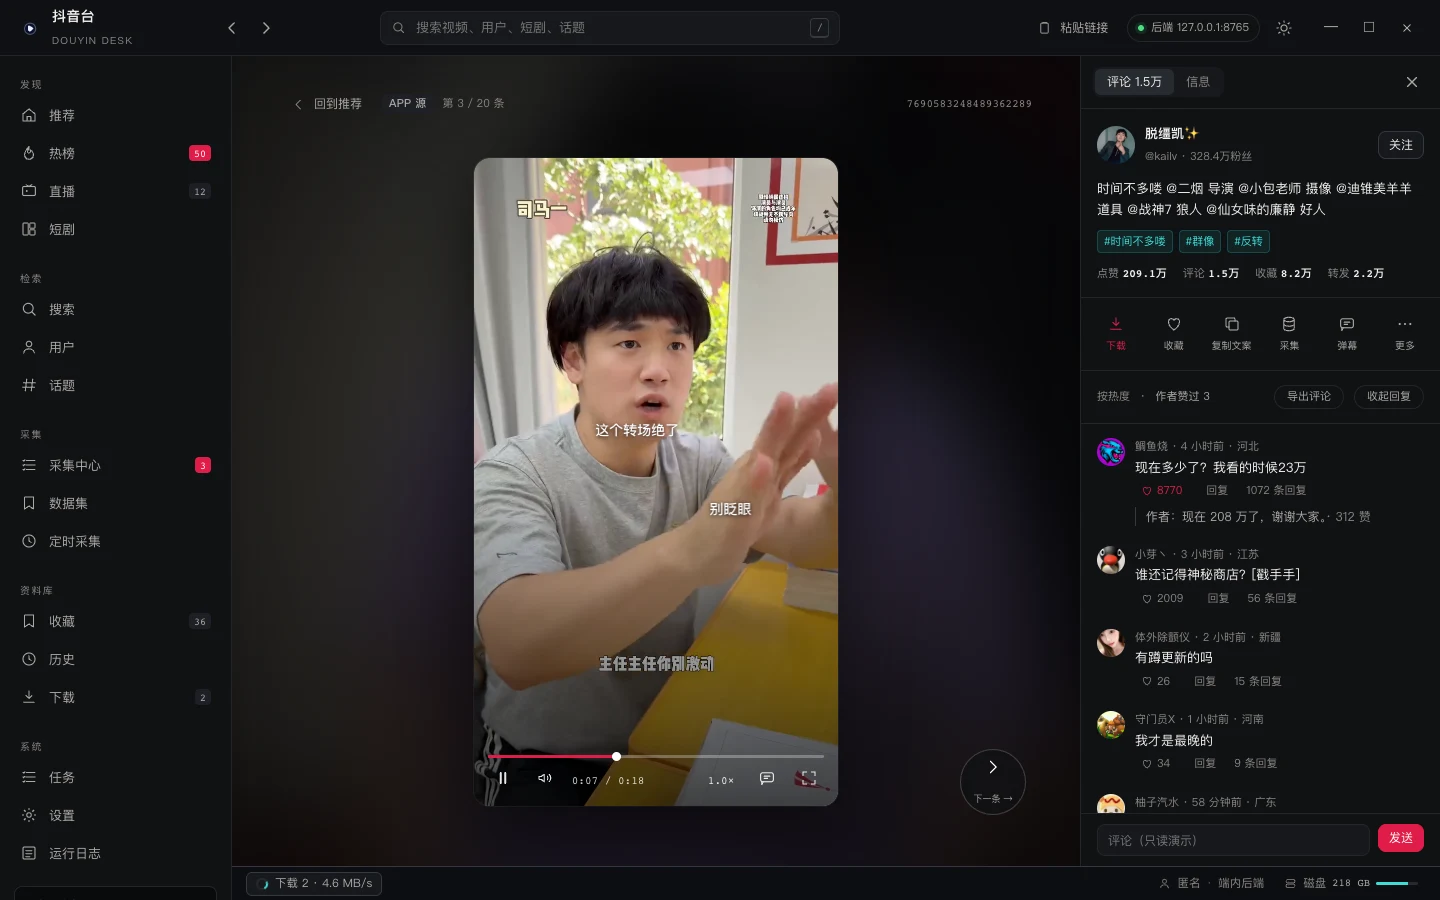 抖音台
DOUYIN DESK
搜索视频、用户、短剧、话题
/
粘贴链接
后端 127.0.0.1:8765
发现
推荐
热榜
50
直播
12
短剧
检索
搜索
用户
话题
采集
采集中心
3
数据集
定时采集
资料库
收藏
36
历史
下载
2
系统
任务
设置
运行日志
回到推荐
APP 源
第 3 / 20 条
7690583248489362289
司马一
这个转场绝了
别眨眼
主任主任你别激动
0:07 / 0:18
1.0×
下一条 →
下载 2 · 4.6 MB/s
匿名 · 端内后端
磁盘 218 GB
评论 1.5万
信息
脱缰凯✨
@kailv · 328.4万粉丝
关注
时间不多喽 @二烟 导演 @小包老师 摄像 @迪锥美羊羊
道具 @战神7 狼人 @仙女味的廉静 好人
#时间不多喽
#群像
#反转
点赞 209.1万
评论 1.5万
收藏 8.2万
转发 2.2万
下载
收藏
复制文案
采集
弹幕
更多
按热度 · 作者赞过 3
导出评论
收起回复
鲷鱼烧 · 4 小时前 · 河北
现在多少了？我看的时候23万
8770
回复
1072 条回复
作者：现在 208 万了，谢谢大家。· 312 赞
小芽丶 · 3 小时前 · 江苏
谁还记得神秘商店？[戳手手]
2009
回复
56 条回复
体外除颤仪 · 2 小时前 · 新疆
有蹲更新的吗
26
回复
15 条回复
守门员X · 1 小时前 · 河南
我才是最晚的
34
回复
9 条回复
柚子汽水 · 58 分钟前 · 广东
评论（只读演示）
发送